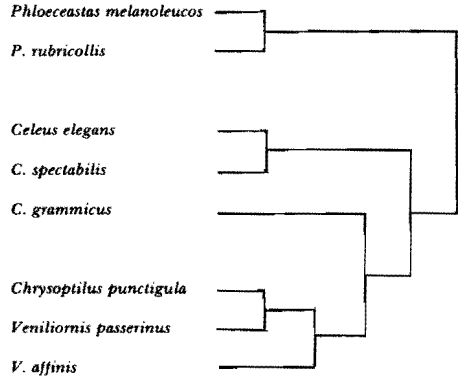 Phloeceastas melanoleucos
P. rubricollis
Celeus elegans
C. spectabilis
C. grammicus
Chrysoptilus punctigula
Veniliornis passerinus
V. affinis